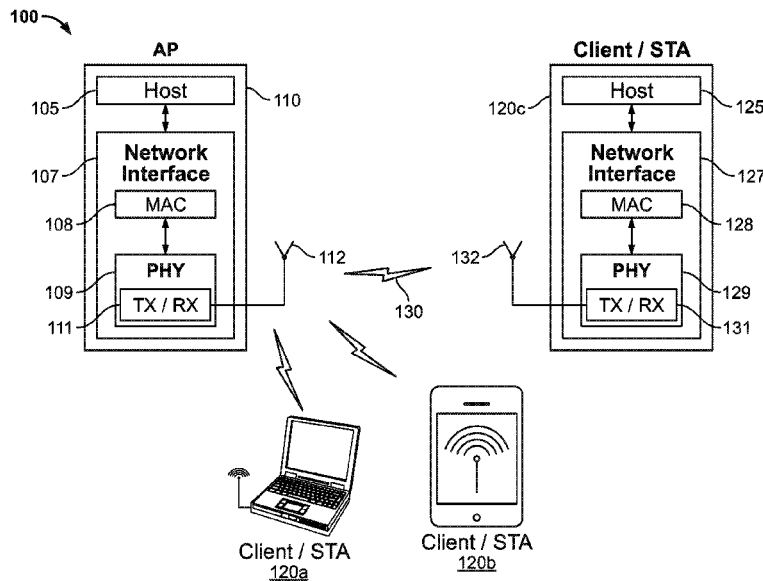 100
AP
Client / STA
105
Host
110
120c
Host
125
107
Network
Interface
Network
Interface
127
108
MAC
MAC
128
109
PHY
112
132
PHY
129
111
TX / RX
130
TX / RX
131
Client / STA
120a
Client / STA
120b